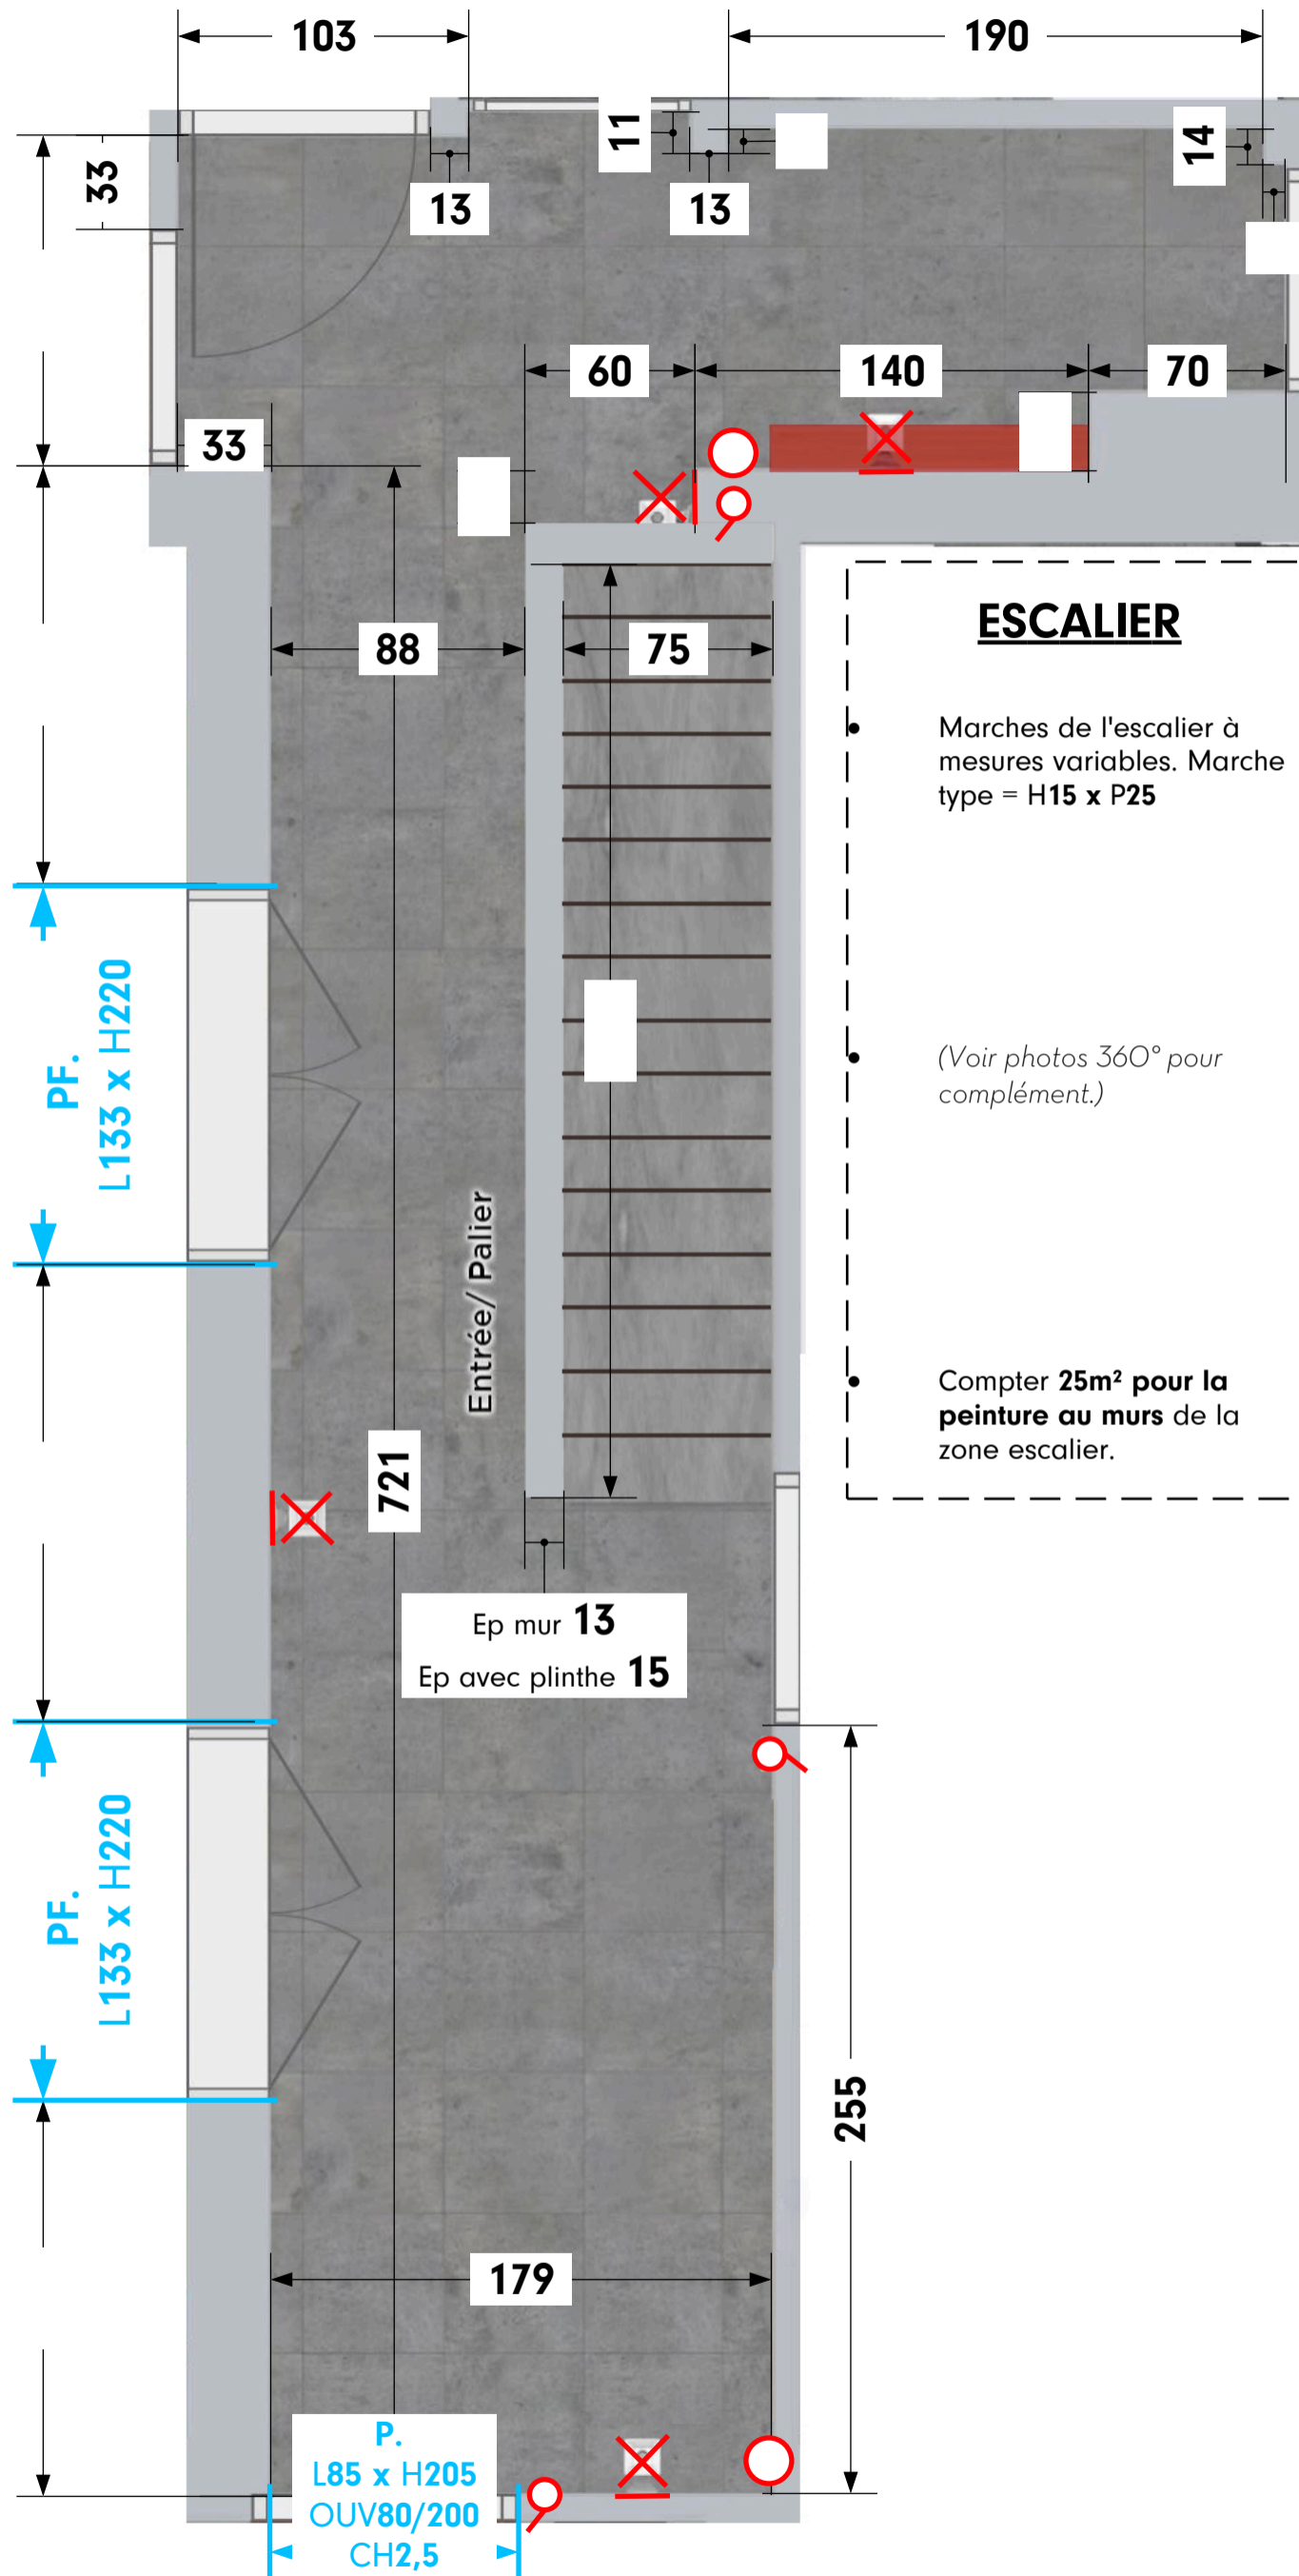 103
190
11
14
33
13
13
60
140
70
33
88
75
ESCALIER
Marches de l'escalier à
mesures variables. Marche
type = H15 x P25
PF.
L133 x H220
(Voir photos 360° pour
complément.)
Entrée/ Palier
Compter 25m² pour la
peinture au murs de la
zone escalier.
721
Ep mur 13
Ep avec plinthe 15
PF.
L133 x H220
255
179
P.
L85 x H205
OUV80/200
CH2,5